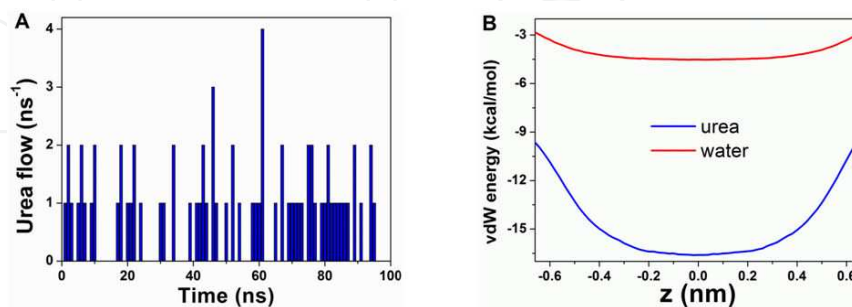 A
Urea flow (ns-1)
4
3
2
1
0
0 20 40 60 80 100
Time (ns)
B
vdW energy (kcal/mol)
-3
-6
-9
-12
-15
urea
water
-0.6 -0.4 -0.2 0.0 0.2 0.4 0.6
z (nm)